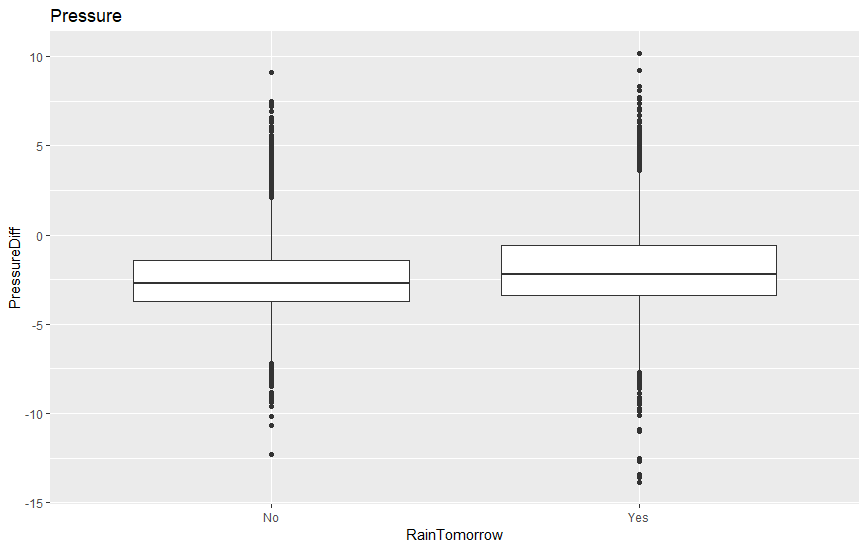 Pressure
10
5
0
-5
-10
-15
PressureDiff
No
Yes
RainTomorrow